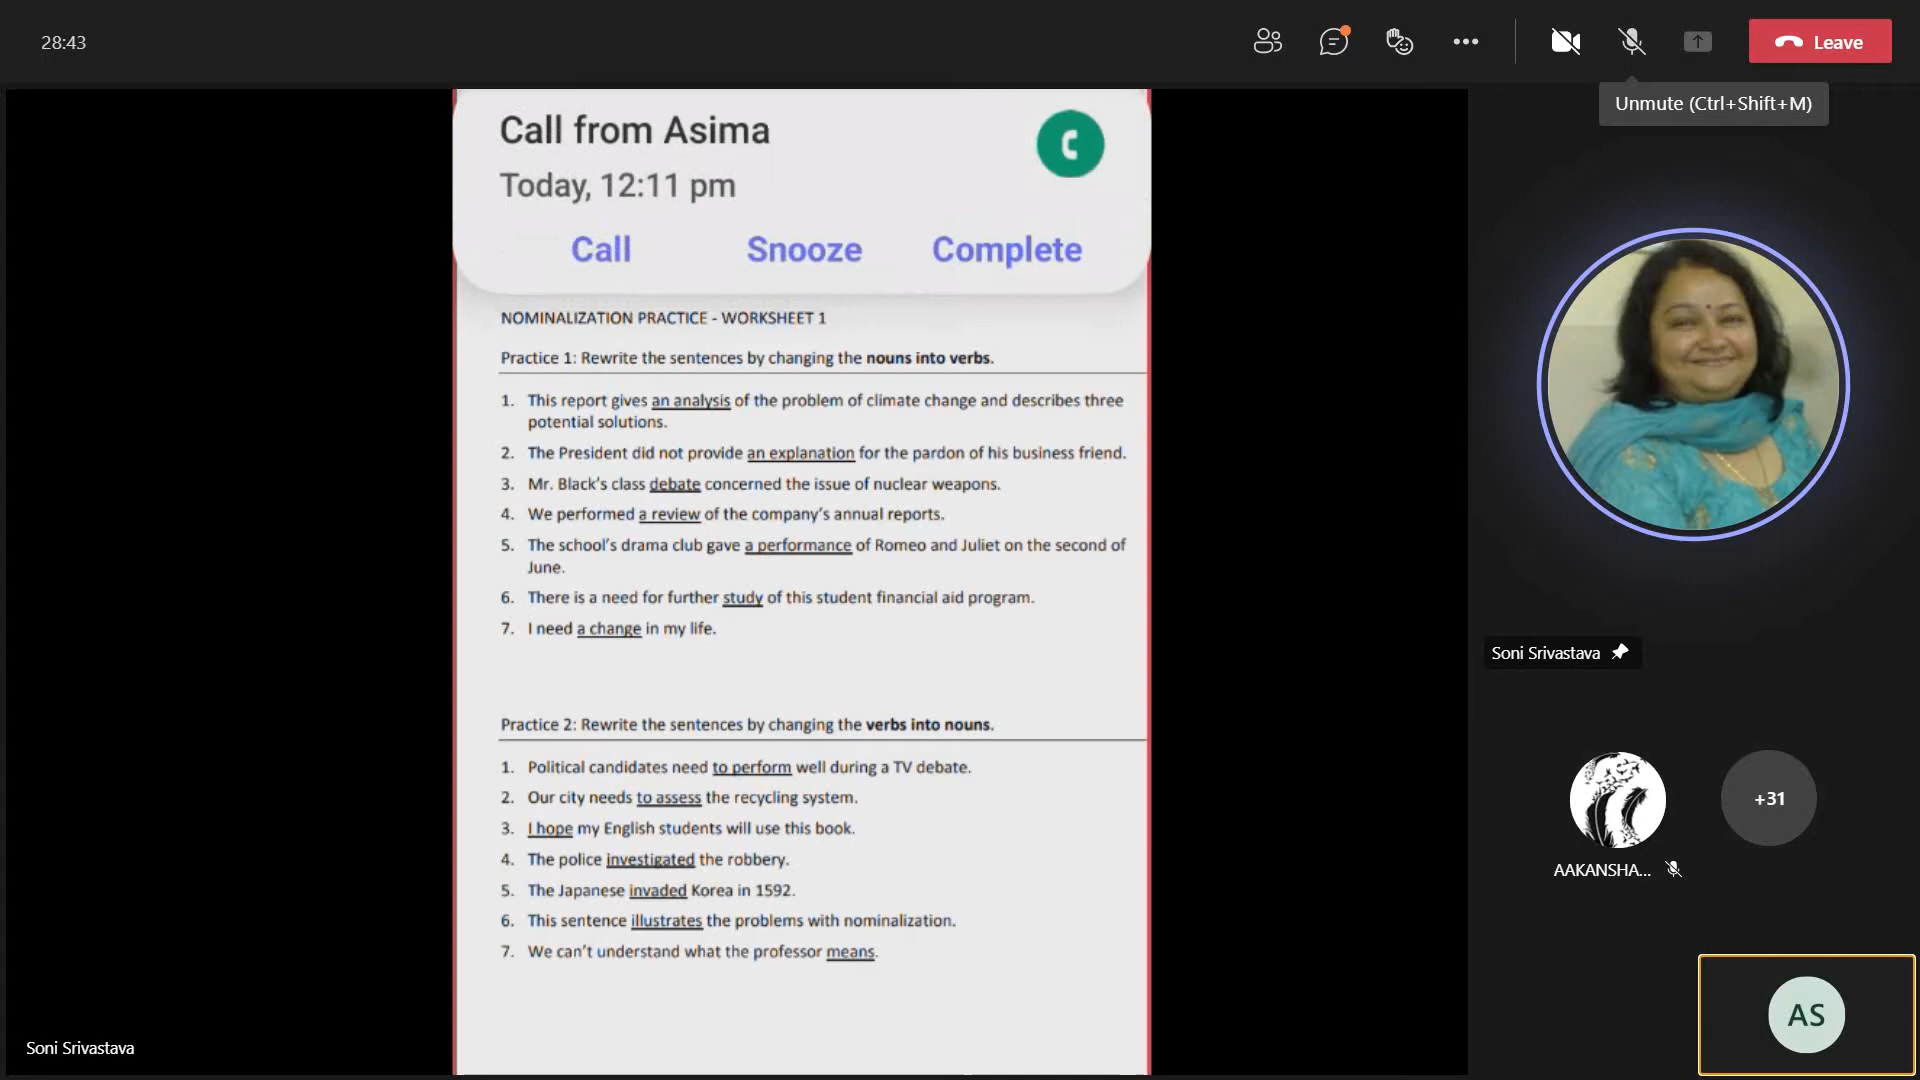 28:43
Leave
Unmute (Ctrl+Shift+M)
Call from Asima
Today, 12:11 pm
Call Snooze Complete
NOMINALIZATION PRACTICE - WORKSHEET 1
Practice 1: Rewrite the sentences by changing the nouns into verbs.
1. This report gives an analysis of the problem of climate change and describes three
potential solutions.
2. The President did not provide an explanation for the pardon of his business friend.
3. Mr. Black's class debate concerned the issue of nuclear weapons.
4. We performed a review of the company's annual reports.
5. The school's drama club gave a performance of Romeo and Juliet on the second of
June.
6. There is a need for further study of this student financial aid program.
7. I need a change in my life.
Practice 2: Rewrite the sentences by changing the verbs into nouns.
1. Political candidates need to perform well during a TV debate.
2. Our city needs to assess the recycling system.
3. I hope my English students will use this book.
4. The police investigated the robbery.
5. The Japanese invaded Korea in 1592.
6. This sentence illustrates the problems with nominalization.
7. We can't understand what the professor means.
Soni Srivastava
Soni Srivastava
+31
AAKANSHA...
AS